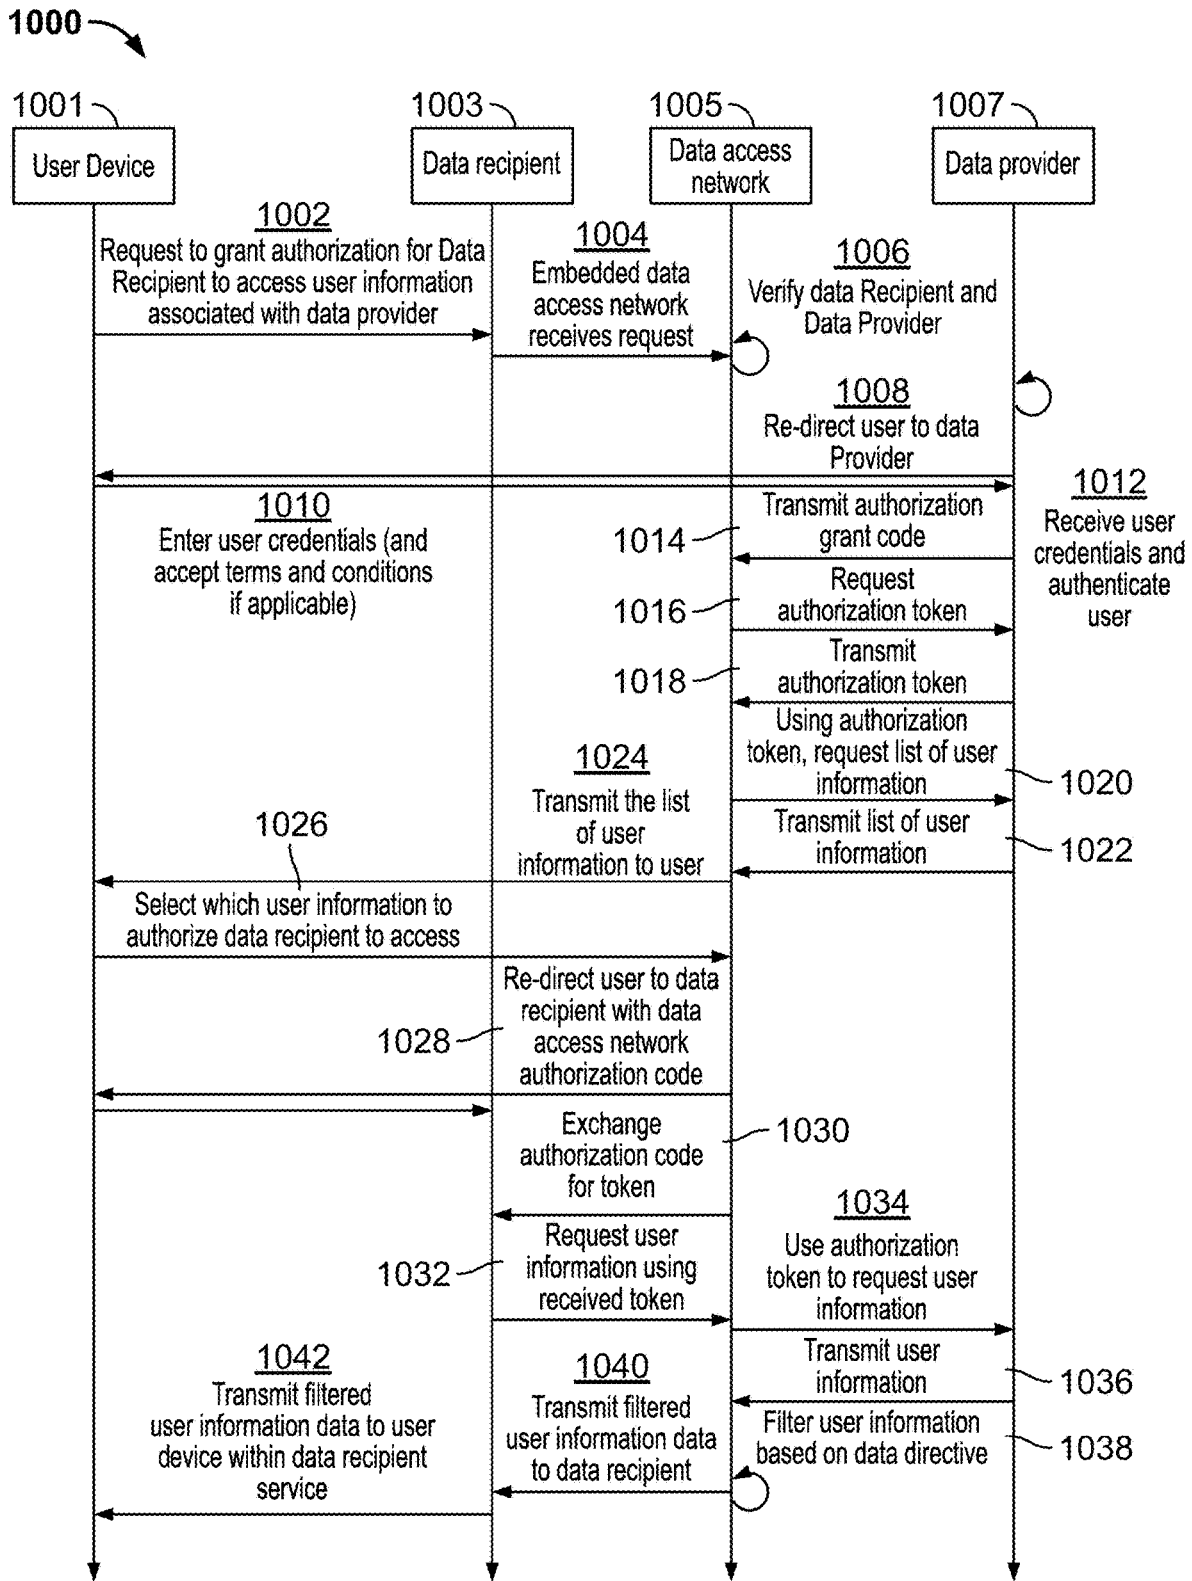 1000
1001
1003
1005
1007
User Device
Data recipient
Data access
network
Data provider
1002
Request to grant authorization for Data
Recipient to access user information
associated with data provider
1004
Embedded data
access network
receives request
1006
Verify data Recipient and
Data Provider
1008
Re-direct user to data
Provider
1010
Enter user credentials (and
accept terms and conditions
if applicable)
1012
Receive user
credentials and
authenticate
user
1014
Transmit authorization
grant code
1016
Request
authorization token
1018
Transmit
authorization token
Using authorization
token, request list of user
information
1020
1024
Transmit the list
of user
information to user
Transmit list of user
information
1022
1026
Select which user information to
authorize data recipient to access
1028
Re-direct user to data
recipient with data
access network
authorization code
Exchange
authorization code
for token
1030
1032
Request user
information using
received token
1034
Use authorization
token to request user
information
Transmit user
information
1036
Filter user information
based on data directive
1038
1040
Transmit filtered
user information data
to data recipient
1042
Transmit filtered
user information data to user
device within data recipient
service